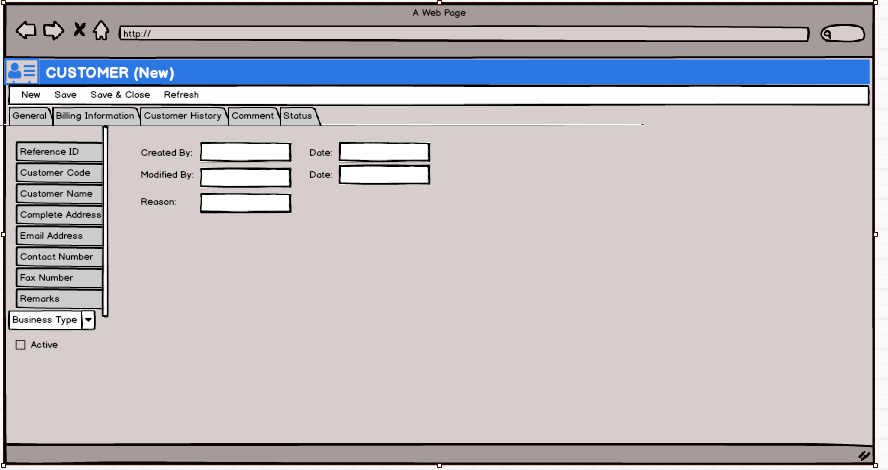 A Web Page
http://
CUSTOMER (New)
New Save Save & Close Refresh
General Billing Information Customer History Comment Status
Reference ID
Customer Code
Customer Name
Complete Address
Email Address
Contact Number
Fax Number
Remarks
Business Type
Active
Created By: Date:
Modified By: Date:
Reason: